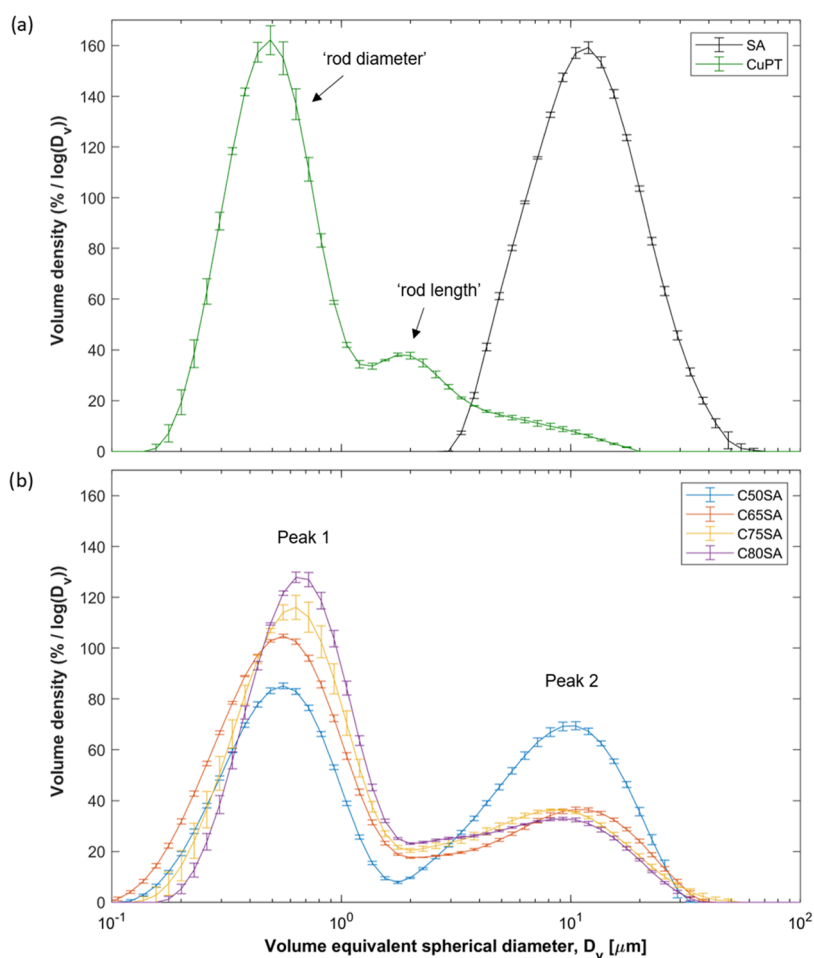 (a)
160
140
120
100
80
60
40
20
0
Volume density (% / log(Dv))
'rod diameter'
'rod length'
SA
CuPT
(b)
160
140
120
100
80
60
40
20
0
Volume density (% / log(Dv))
Peak 1
Peak 2
C50SA
C65SA
C75SA
C80SA
10-1
100
101
102
Volume equivalent spherical diameter, Dv [μm]